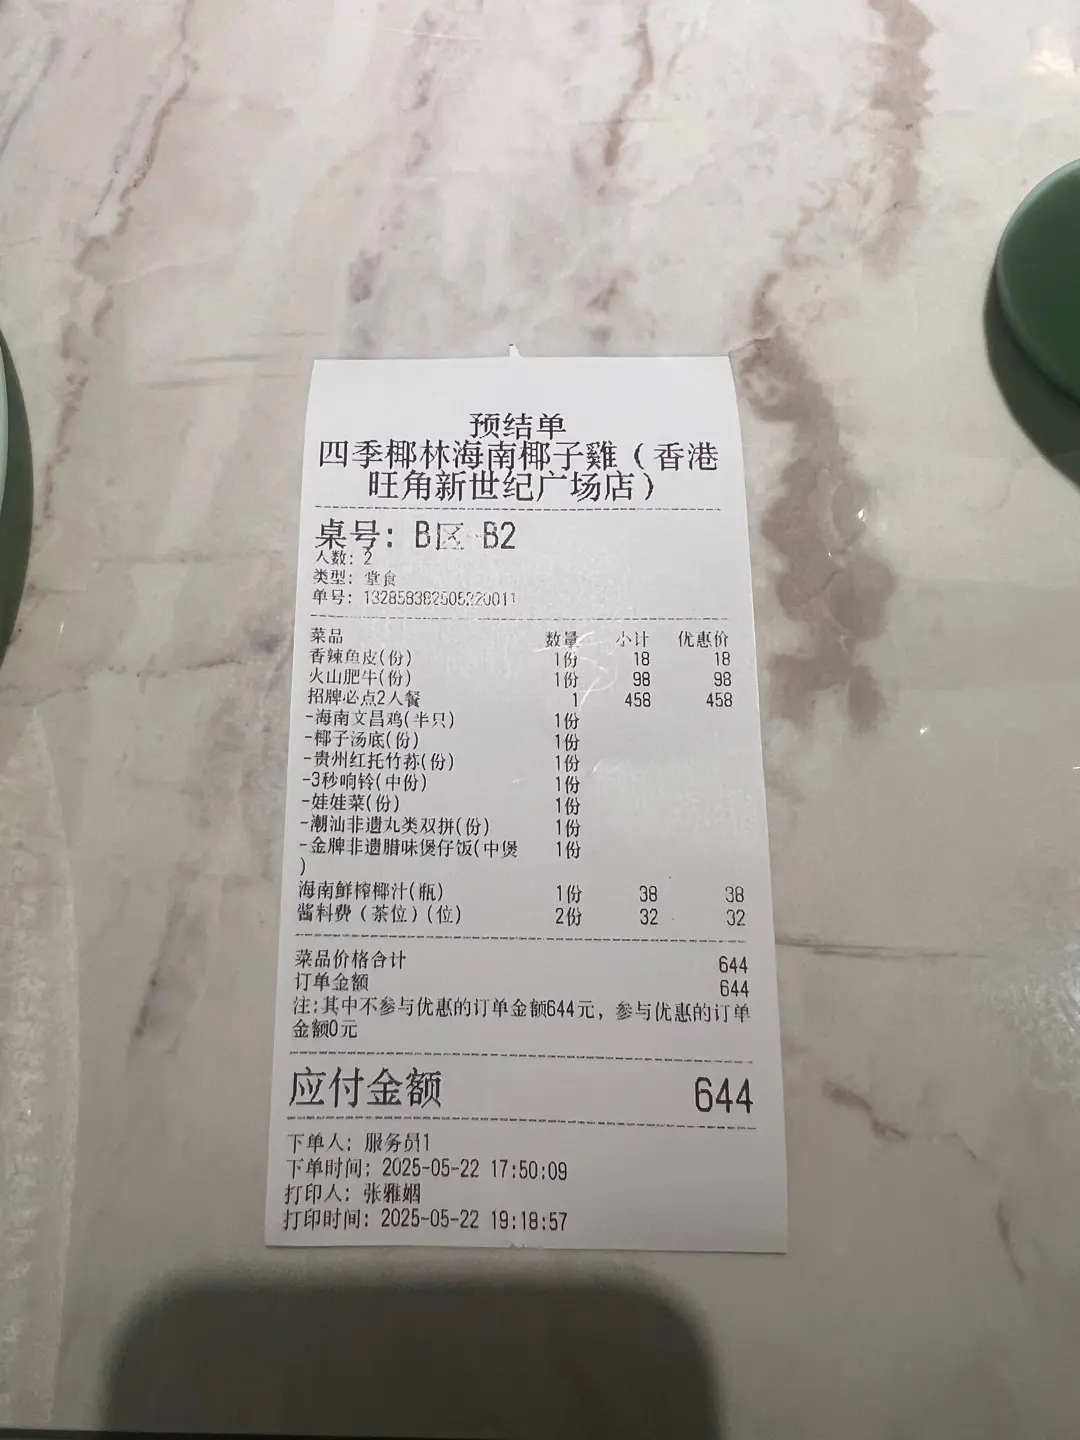 预结单
四季椰林海南椰子雞（香港
旺角新世纪广场店）
桌号: B区-B2
人数: 2
类型: 堂食
单号: 132858382505220011
菜品 数量 小计 优惠价
香辣鱼皮(份) 1份 18 18
火山肥牛(份) 1份 98 98
招牌必点2人餐 1 458 458
-海南文昌鸡(半只) 1份
-椰子汤底(份) 1份
-贵州红托竹荪(份) 1份
-3秒响铃(中份) 1份
-娃娃菜(份) 1份
-潮汕非遗丸类双拼(份) 1份
-金牌非遗腊味煲仔饭(中煲 1份
)
海南鲜榨椰汁(瓶) 1份 38 38
酱料费（茶位）(位) 2份 32 32
菜品价格合计 644
订单金额 644
注:其中不参与优惠的订单金额644元，参与优惠的订单
金额0元
应付金额 644
下单人: 服务员1
下单时间: 2025-05-22 17:50:09
打印人: 张雅姻
打印时间: 2025-05-22 19:18:57